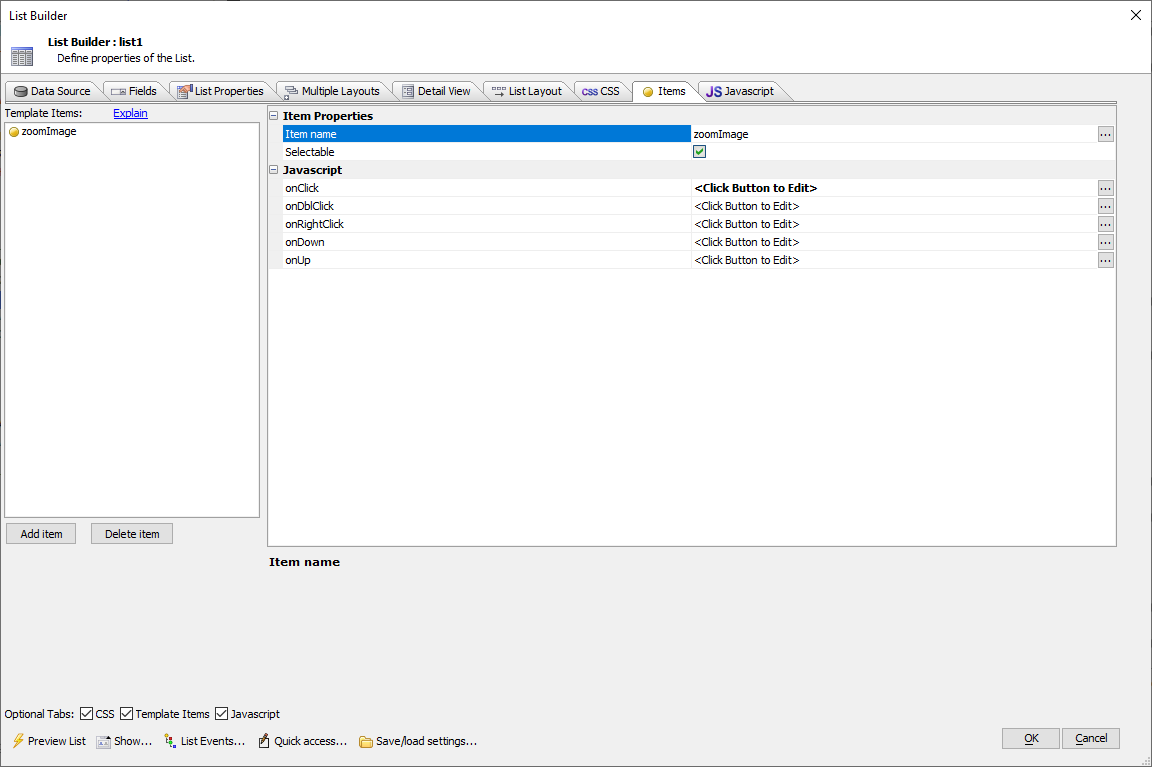 List Builder
List Builder : list1
Define properties of the List.
Data Source Fields List Properties Multiple Layouts Detail View List Layout CSS CSS Items JS Javascript
Template Items: Explain
zoomImage
Item Properties
Item name zoomImage ...
Selectable
Javascript
onClick <Click Button to Edit> ...
onDblClick <Click Button to Edit> ...
onRightClick <Click Button to Edit> ...
onDown <Click Button to Edit> ...
onUp <Click Button to Edit> ...
Add item Delete item
Item name
Optional Tabs: CSS Template Items Javascript
Preview List Show... List Events... Quick access... Save/load settings... OK Cancel